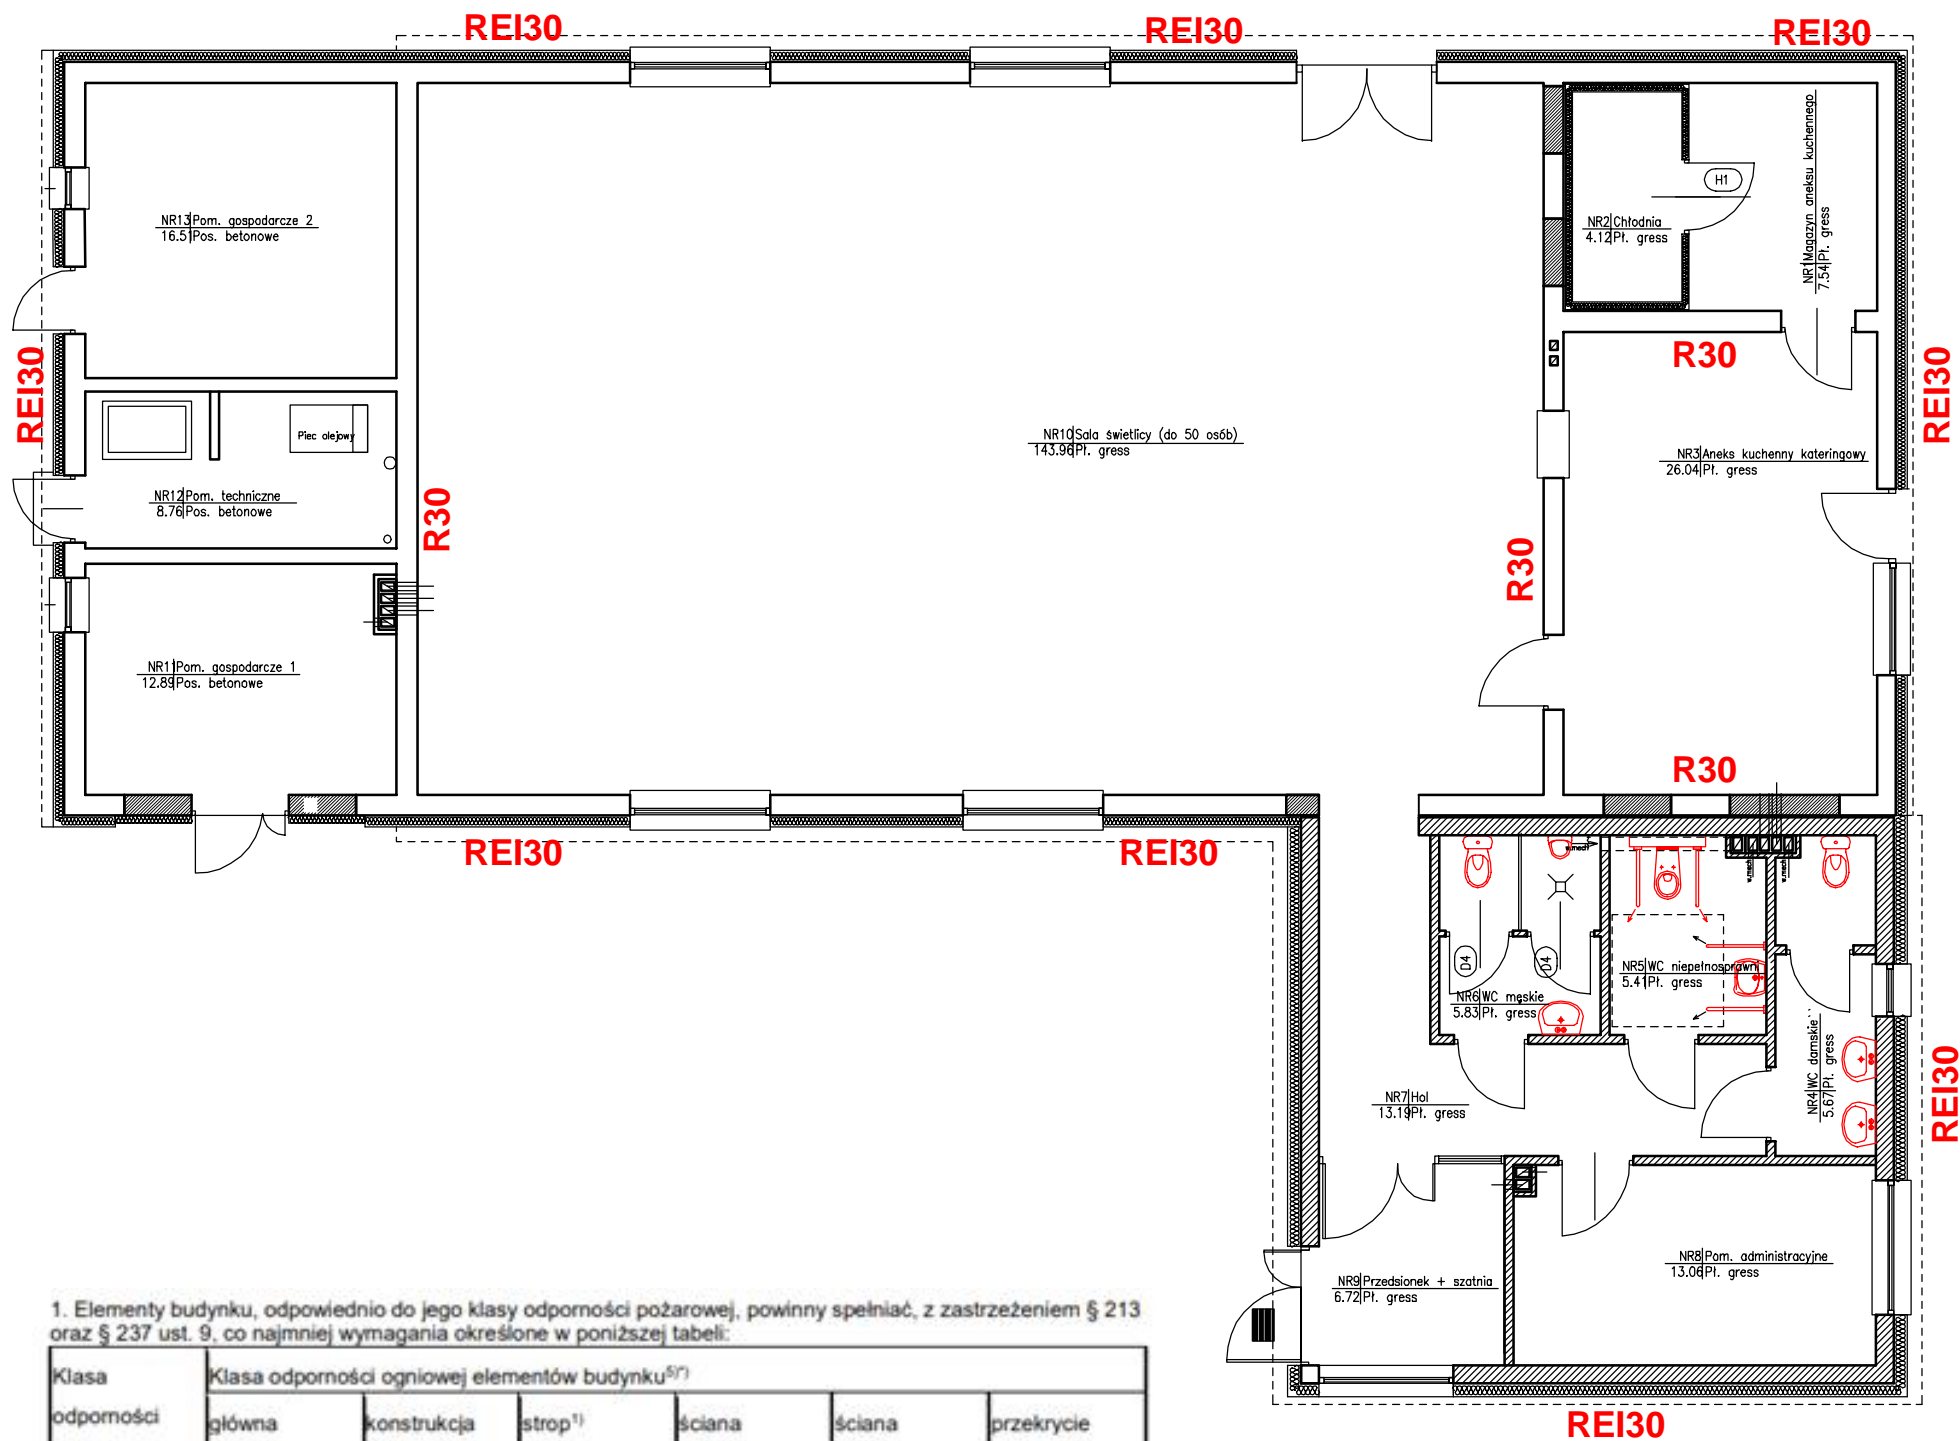 REI30
REI30
REI30
NR13 Pom. gospodarcze 2
16.51 Pos. betonowe
NR2 Chłodnia
4.12 Pł. gress
H1
NR1 Magazyn aneksu kuchennego
7.54 Pł. gress
REI30
R30
REI30
Piec olejowy
NR10 Sala świetlicy (do 50 osób)
143.96 Pł. gress
NR3 Aneks kuchenny kateringowy
26.04 Pł. gress
NR12 Pom. techniczne
8.76 Pos. betonowe
R30
R30
NR11 Pom. gospodarcze 1
12.89 Pos. betonowe
R30
REI30
REI30
w.mech
w.mech
w.mech
D4
D4
NR5 WC niepełnosprawn
5.41 Pł. gress
NR6 WC męskie
5.83 Pł. gress
NR4 WC damskie
5.67 Pł. gress
REI30
NR7 Hol
13.19 Pł. gress
NR8 Pom. administracyjne
13.06 Pł. gress
NR9 Przedsionek + szatnia
6.72 Pł. gress
1. Elementy budynku, odpowiednio do jego klasy odporności pożarowej, powinny spełniać, z zastrzeżeniem § 213
oraz § 237 ust. 9, co najmniej wymagania określone w poniższej tabeli:
Klasa
odporności
Klasa odporności ogniowej elementów budynku5)*)
główna
konstrukcja
strop1)
ściana
ściana
przekrycie
REI30